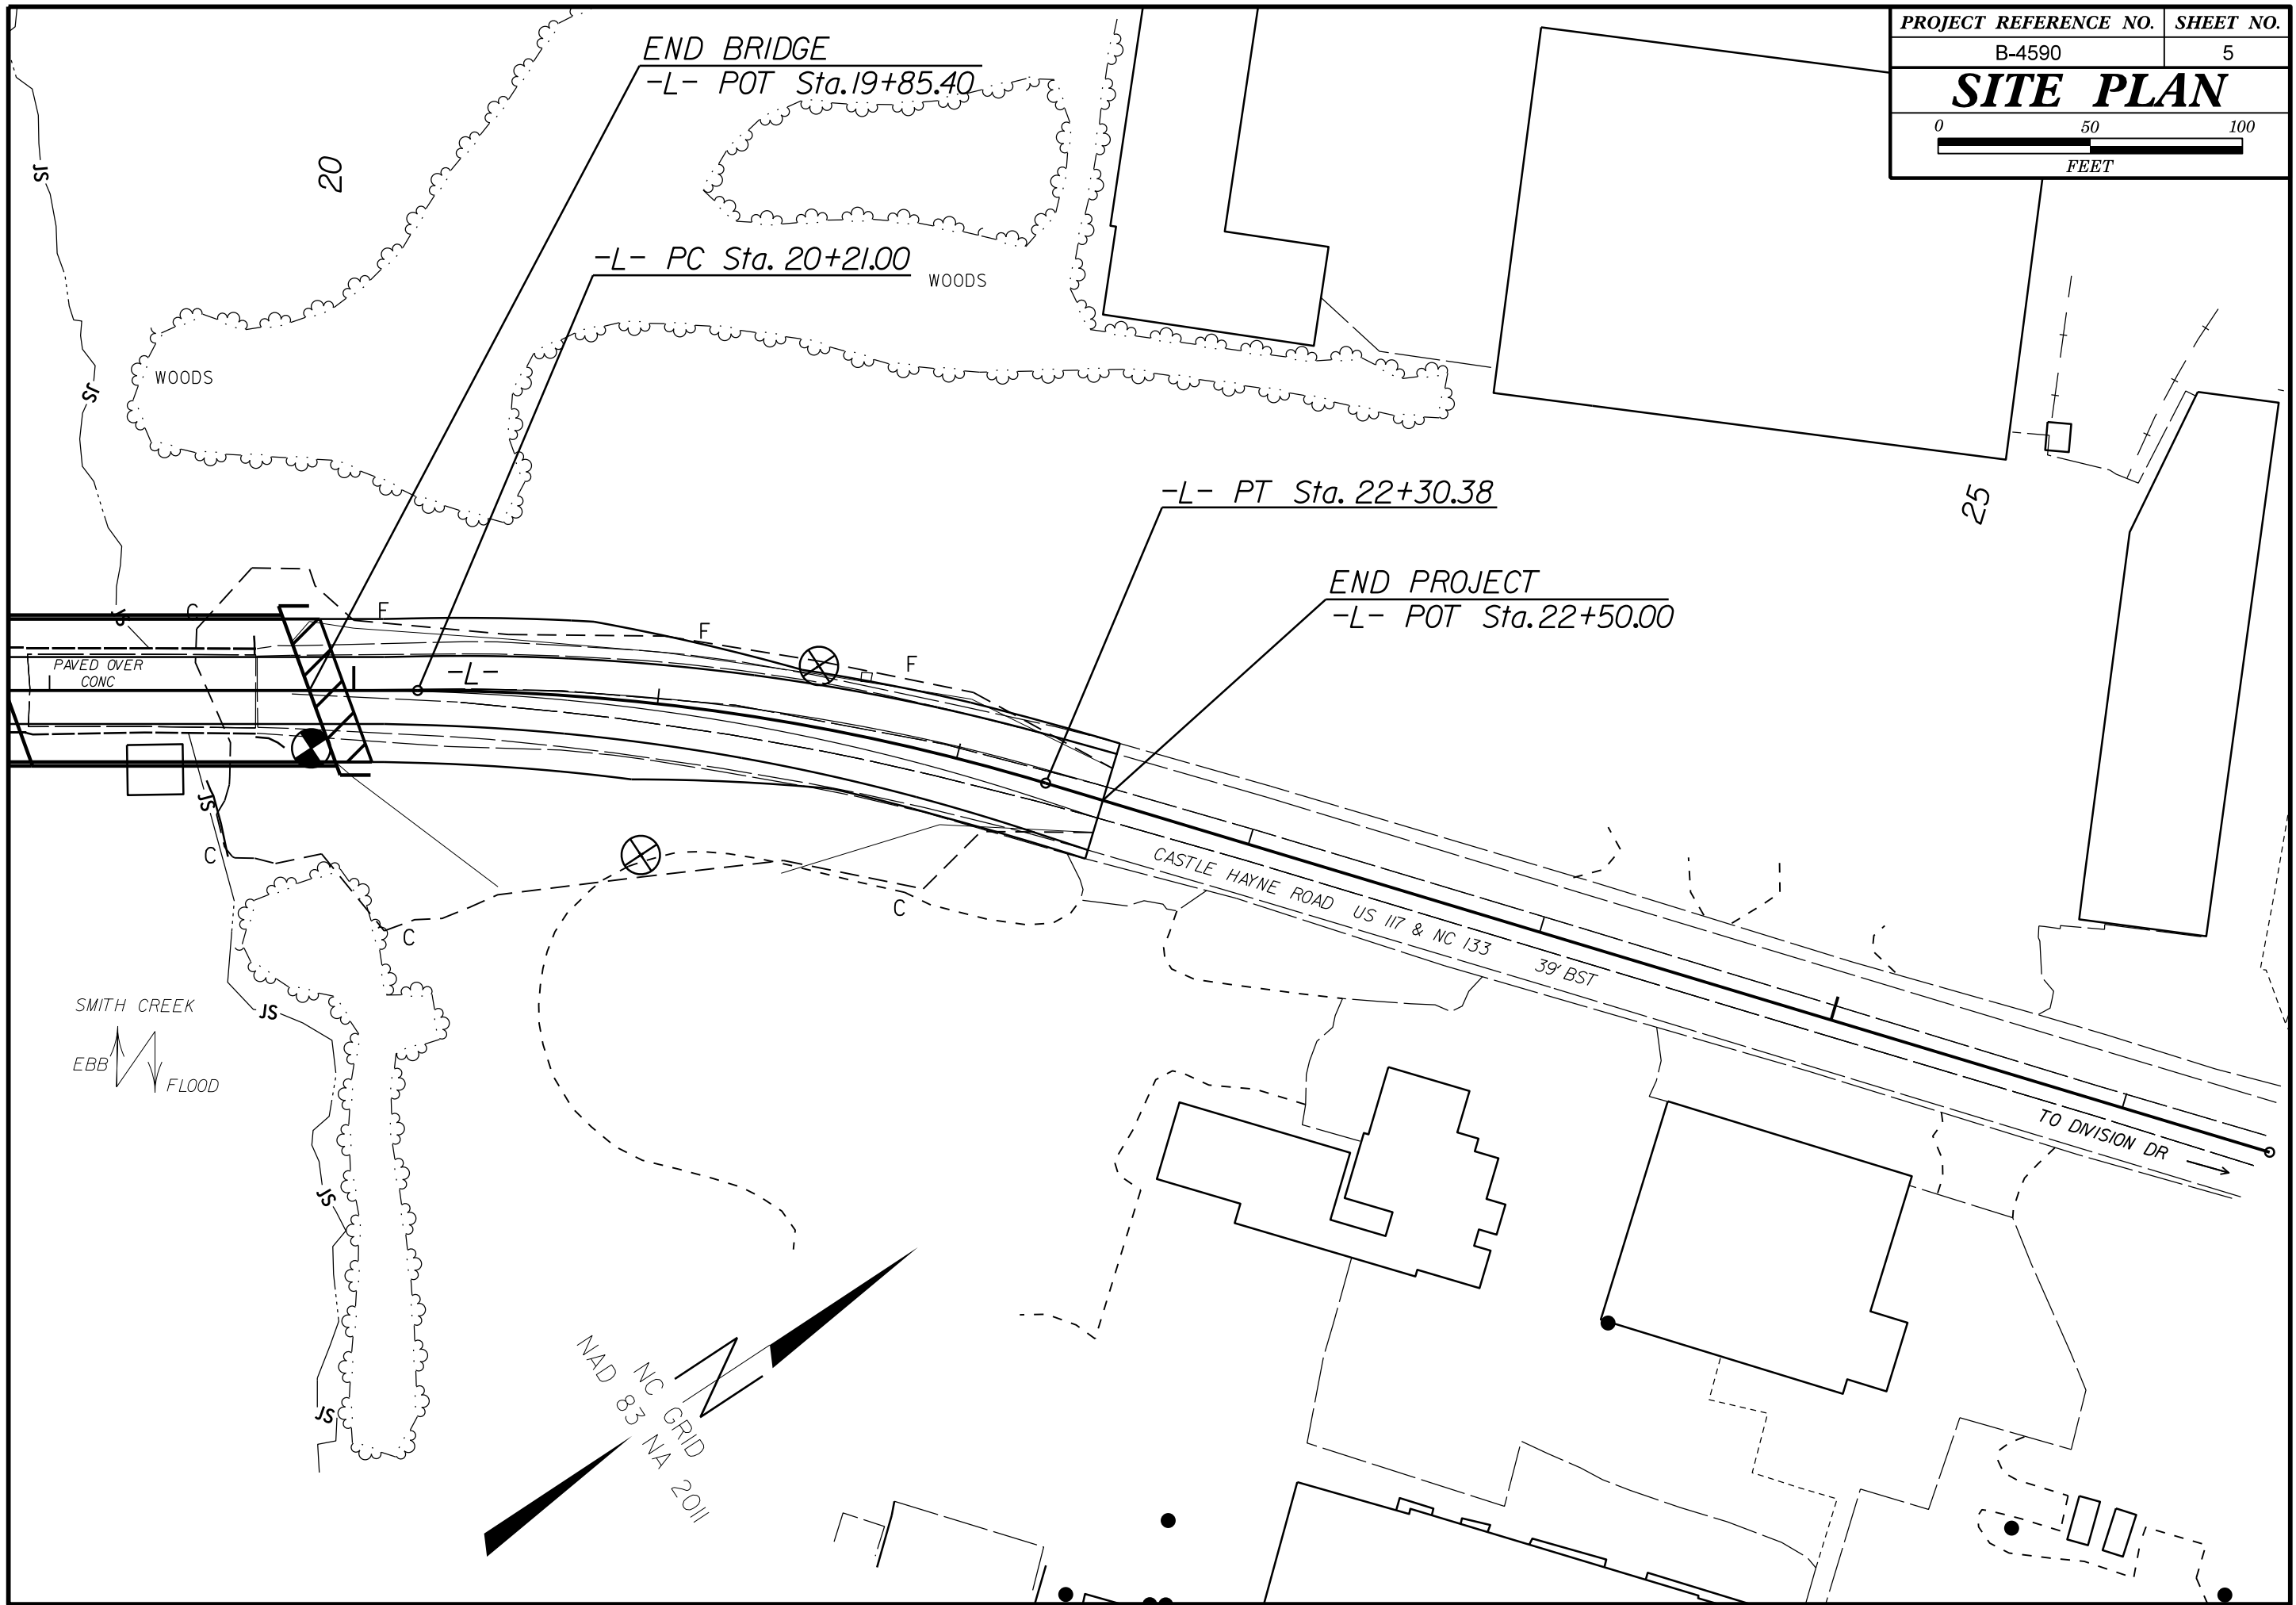 PROJECT REFERENCE NO. SHEET NO.
B-4590 5
SITE PLAN
0 50 100
FEET
END BRIDGE
-L- POT Sta.19+85.40
JS
20
-L- PC Sta. 20+21.00
WOODS
WOODS
JS
-L- PT Sta. 22+30.38
25
END PROJECT
-L- POT Sta.22+50.00
JS
C
F
F
F
PAVED OVER
CONC
-L-
JS
C
C
C
CASTLE HAYNE ROAD US 117 & NC 133 39' BST
SMITH CREEK
EBB
FLOOD
JS
TO DIVISION DR
JS
JS
NC GRID
NAD 83 NA 2011